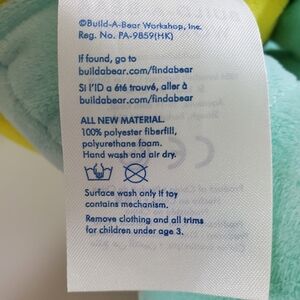 ©Build-A-Bear Workshop, Inc.
Reg. No. PA-9859(HK)
If found, go to
buildabear.com/findabear
SI l'ID a été trouvé, aller à
buildabear.com/findabear
ALL NEW MATERIAL.
100% polyester fiberfill,
polyurethane foam.
Hand wash and air dry.
Surface wash only if toy
contains mechanism.
Remove clothing and all trims
for children under age 3.